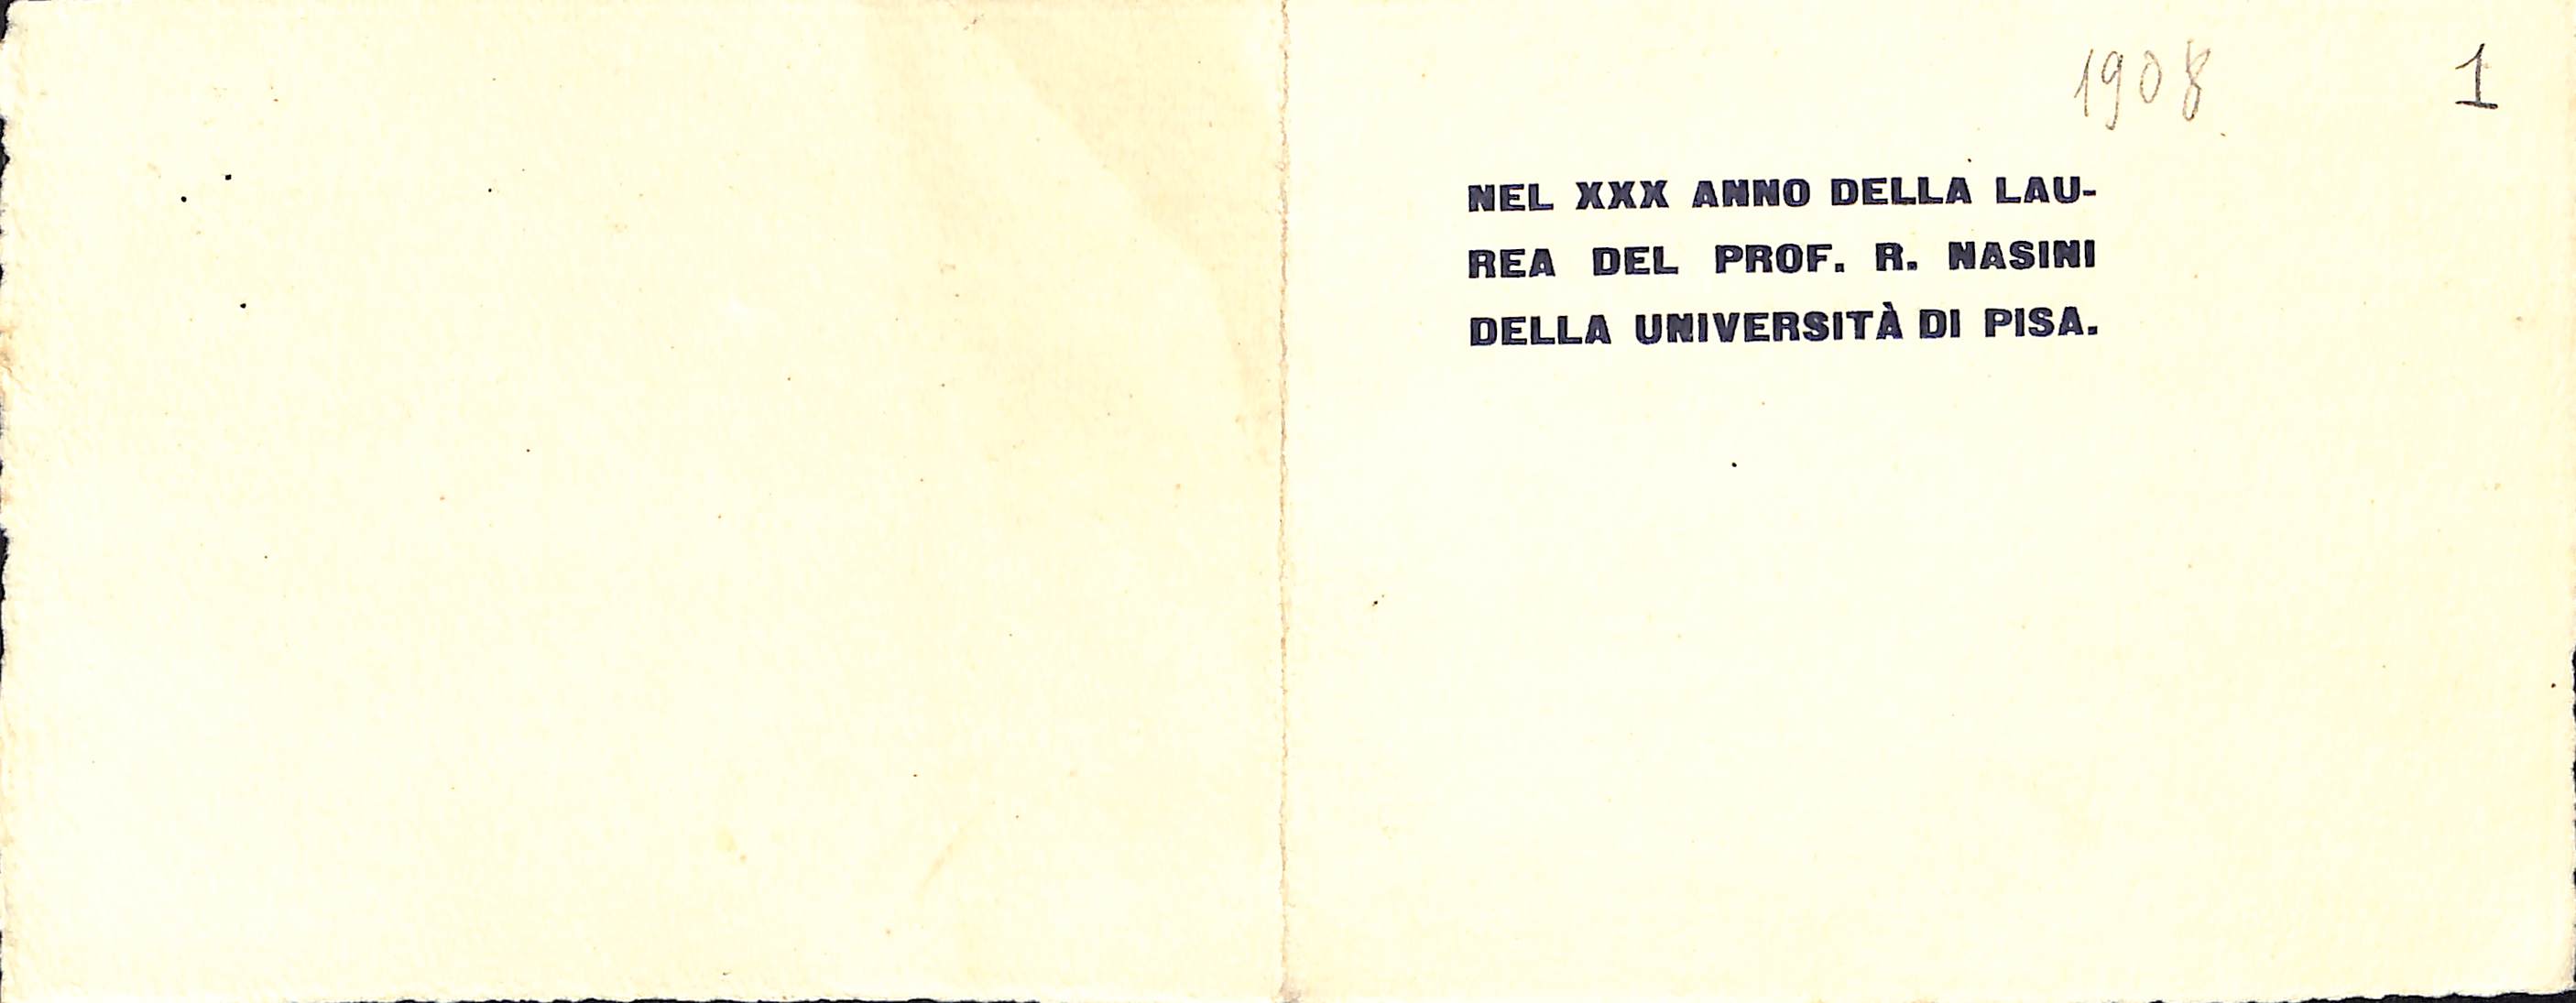 1908
1
NEL XXX ANNO DELLA LAU-
REA DEL PROF. R. NASINI
DELLA UNIVERSITÀ DI PISA.